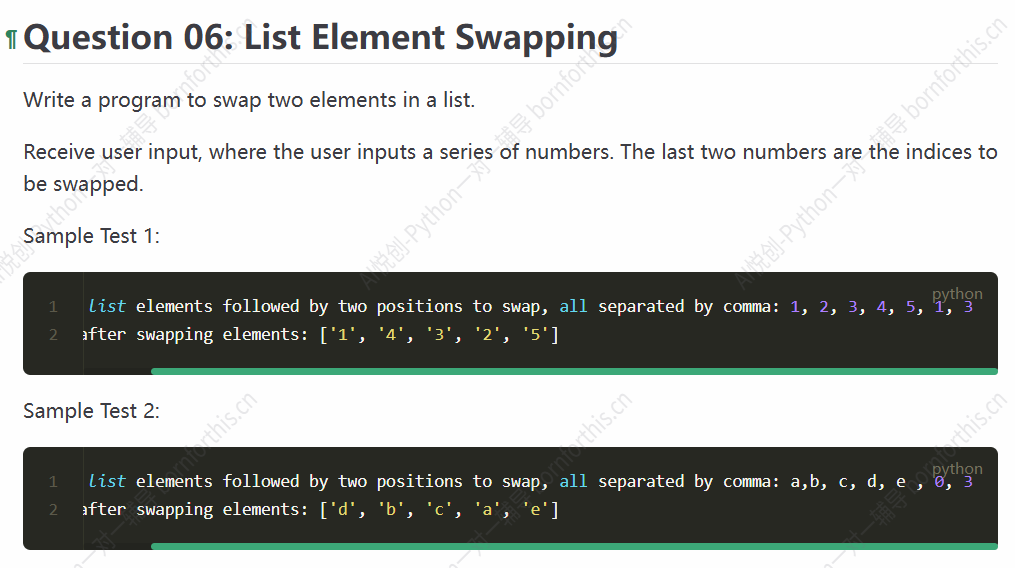 ¶ Question 06: List Element Swapping
Write a program to swap two elements in a list.
Receive user input, where the user inputs a series of numbers. The last two numbers are the indices to
be swapped.
Sample Test 1:
python
1 list elements followed by two positions to swap, all separated by comma: 1, 2, 3, 4, 5, 1, 3
2 after swapping elements: ['1', '4', '3', '2', '5']
Sample Test 2:
python
1 list elements followed by two positions to swap, all separated by comma: a,b, c, d, e , 0, 3
2 after swapping elements: ['d', 'b', 'c', 'a', 'e']
AI悦创-Python一对一辅导 bornforthis.cn